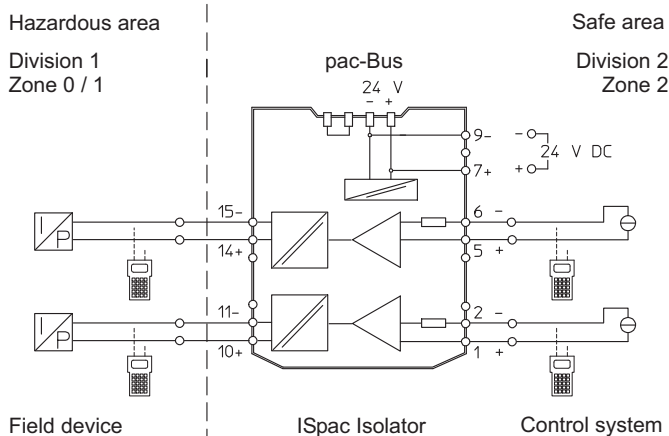 Hazardous area
Safe area
Division 1
Zone 0 / 1
pac-Bus
Division 2
Zone 2
24 V
- +
9-
-
24 V DC
7+
+
15-
6 -
I
P
14+
5 +
11-
2 -
I
P
10+
1 +
Field device
ISpac Isolator
Control system